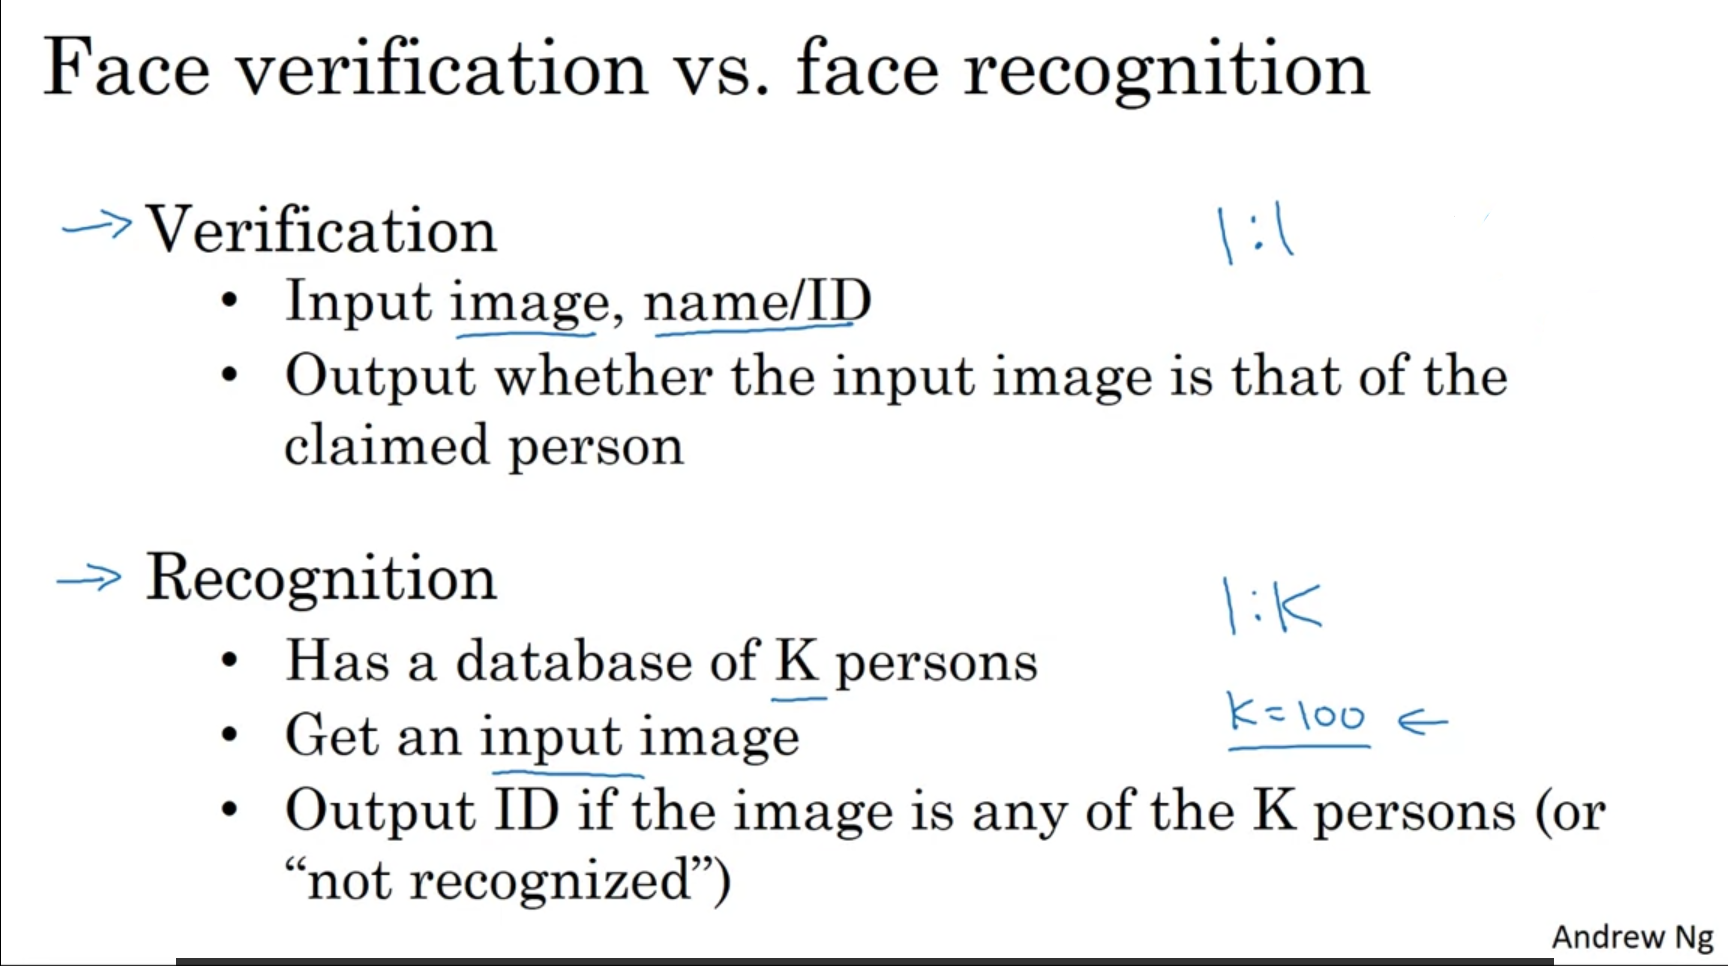 Face verification vs. face recognition
→ Verification
1:1
• Input image, name/ID
• Output whether the input image is that of the
claimed person
→ Recognition
1:K
• Has a database of K persons
K=100 ←
• Get an input image
• Output ID if the image is any of the K persons (or
“not recognized”)
Andrew Ng